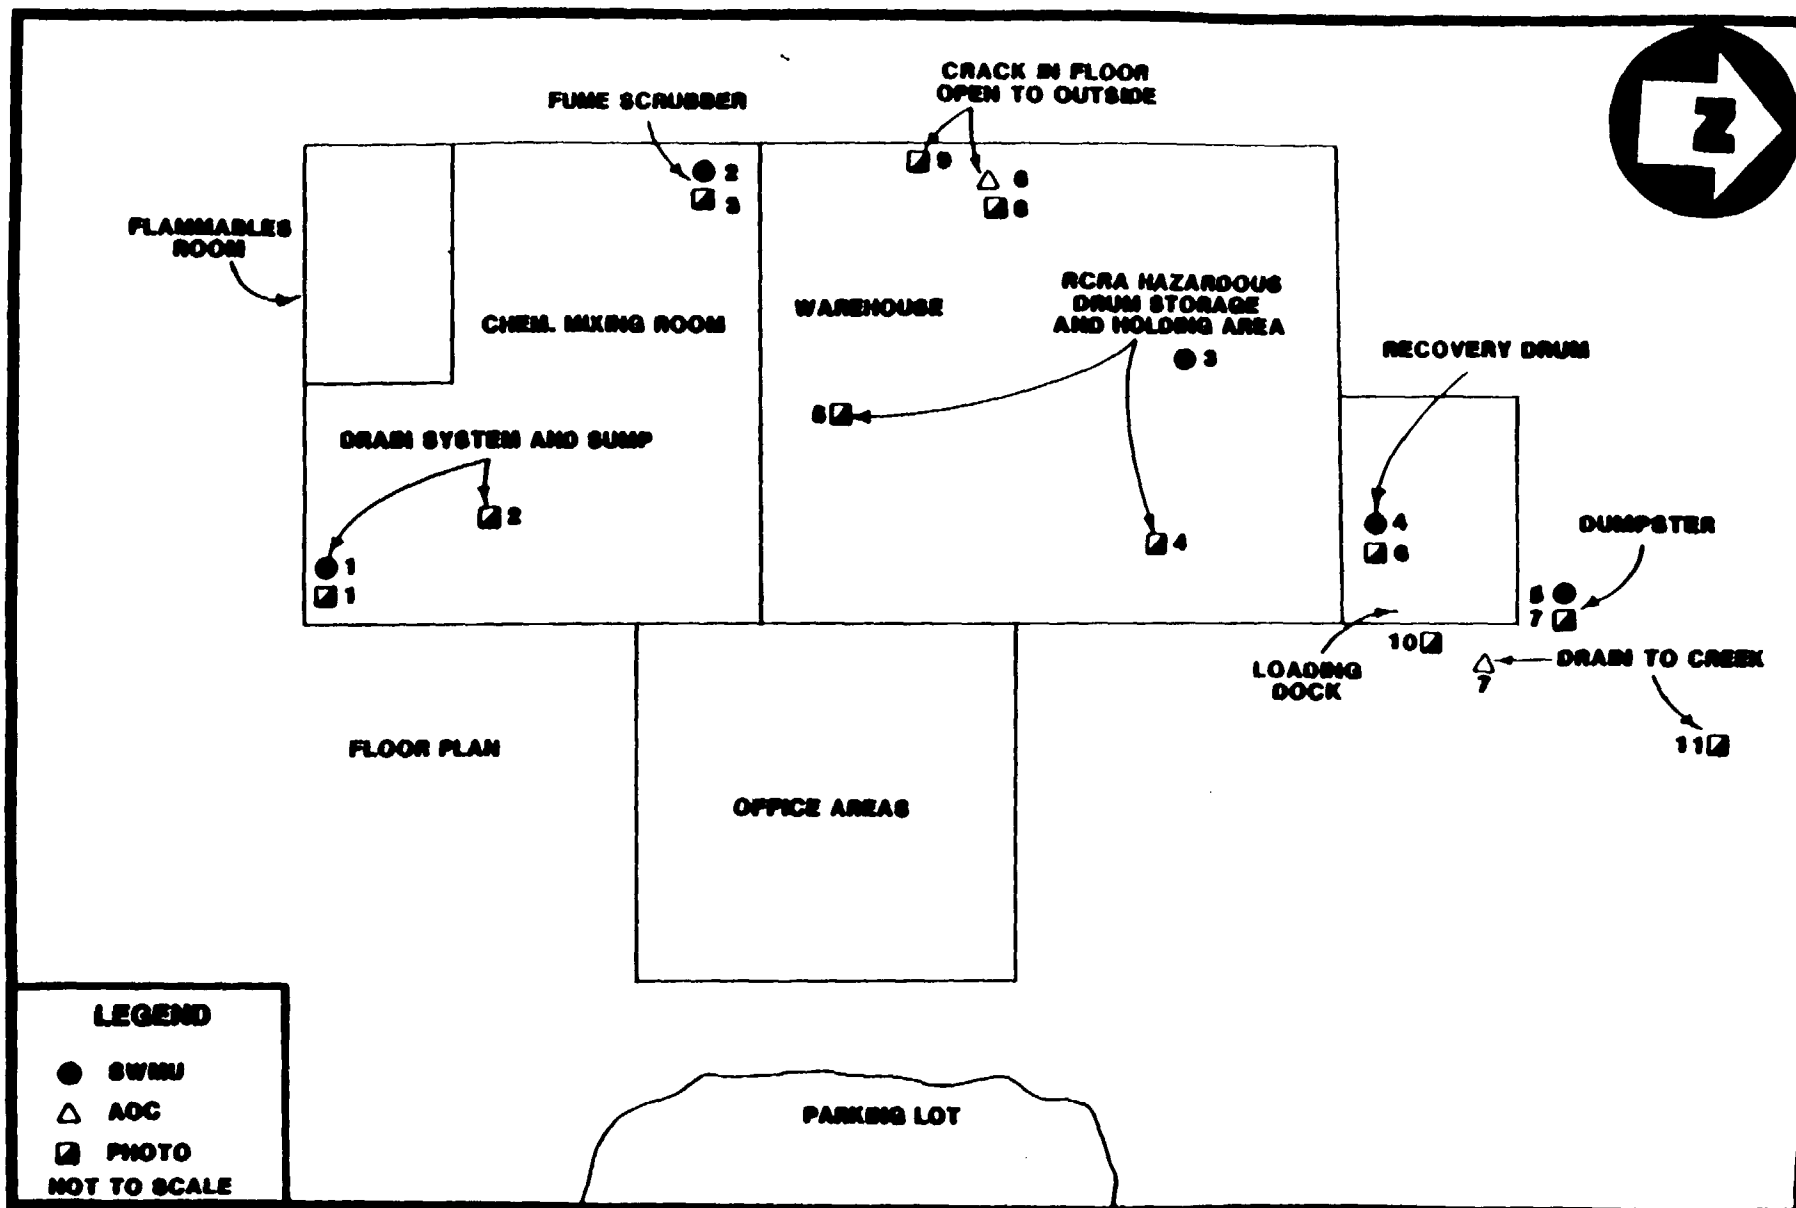 CRACK IN FLOOR
OPEN TO OUTSIDE
FUME SCRUBBER
N
2
3
9
6
8
FLAMMABLES
ROOM
CHEM. MIXING ROOM
WAREHOUSE
RCRA HAZARDOUS
DRUM STORAGE
AND HOLDING AREA
3
RECOVERY DRUM
5
DRAIN SYSTEM AND SUMP
2
4
4
6
DUMPSTER
1
1
5
7
10
LOADING
DOCK
7
DRAIN TO CREEK
11
FLOOR PLAN
OFFICE AREAS
LEGEND
SWMU
AOC
PHOTO
NOT TO SCALE
PARKING LOT